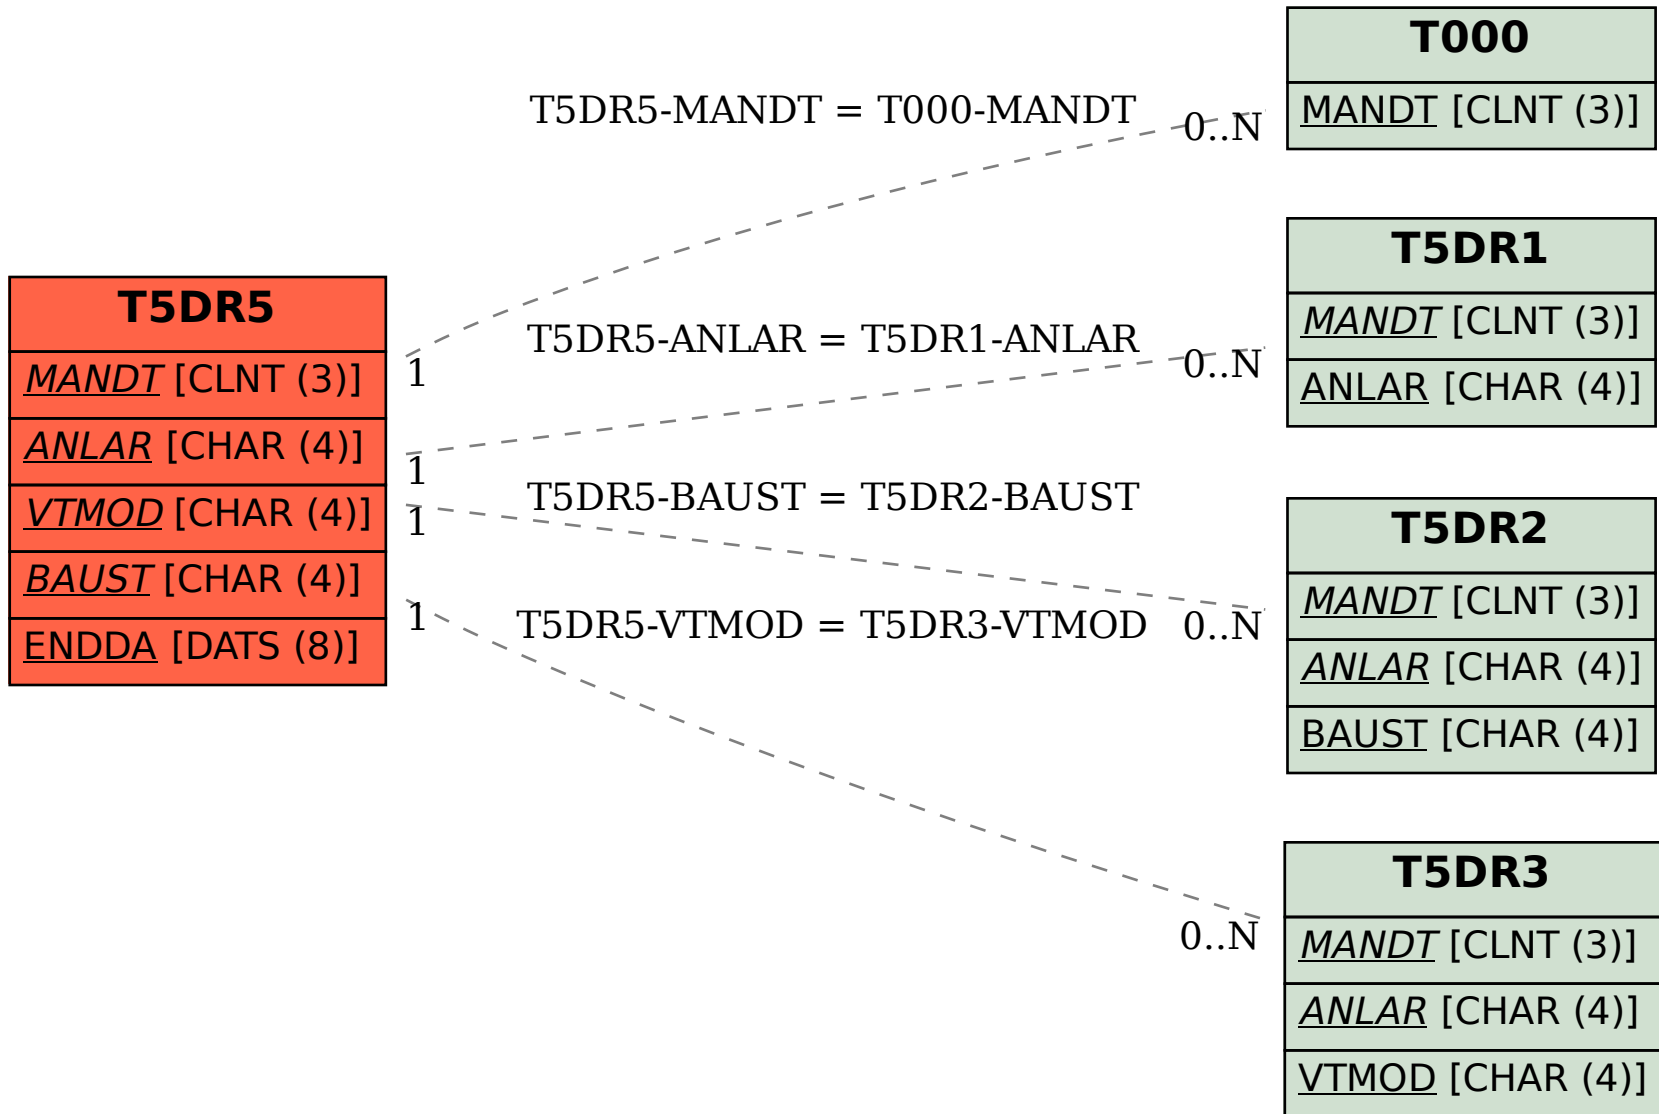 T5DR5
MANDT [CLNT (3)]
ANLAR [CHAR (4)]
VTMOD [CHAR (4)]
BAUST [CHAR (4)]
ENDDA [DATS (8)]
T5DR5-MANDT = T000-MANDT
1
0..N
T5DR5-ANLAR = T5DR1-ANLAR
1
0..N
T5DR5-BAUST = T5DR2-BAUST
1
0..N
T5DR5-VTMOD = T5DR3-VTMOD
1
0..N
T000
MANDT [CLNT (3)]
T5DR1
MANDT [CLNT (3)]
ANLAR [CHAR (4)]
T5DR2
MANDT [CLNT (3)]
ANLAR [CHAR (4)]
BAUST [CHAR (4)]
T5DR3
MANDT [CLNT (3)]
ANLAR [CHAR (4)]
VTMOD [CHAR (4)]